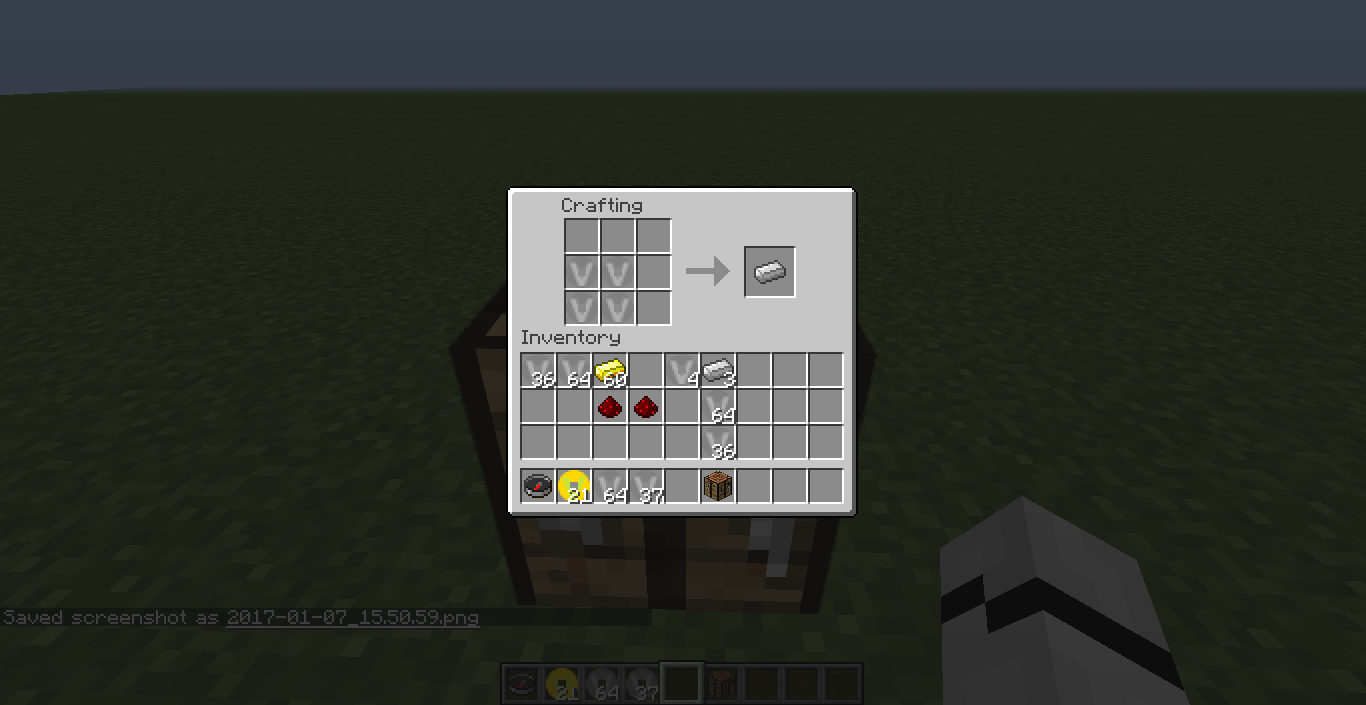 Crafting
Inventory
36 64 60 4 3
64
36
21 64 37
Saved screenshot as 2017-01-07_15.50.59.png
21 64 37